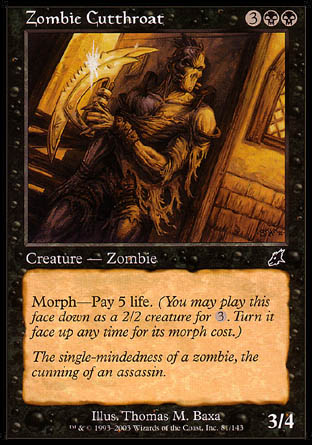 Zombie Cutthroat 3
Creature — Zombie
Morph—Pay 5 life. (You may play this
face down as a 2/2 creature for 3. Turn it
face up any time for its morph cost.)
The single-mindedness of a zombie, the
cunning of an assassin.
Illus. Thomas M. Baxa
™ & © 1993-2003 Wizards of the Coast, Inc. 81/143
3/4